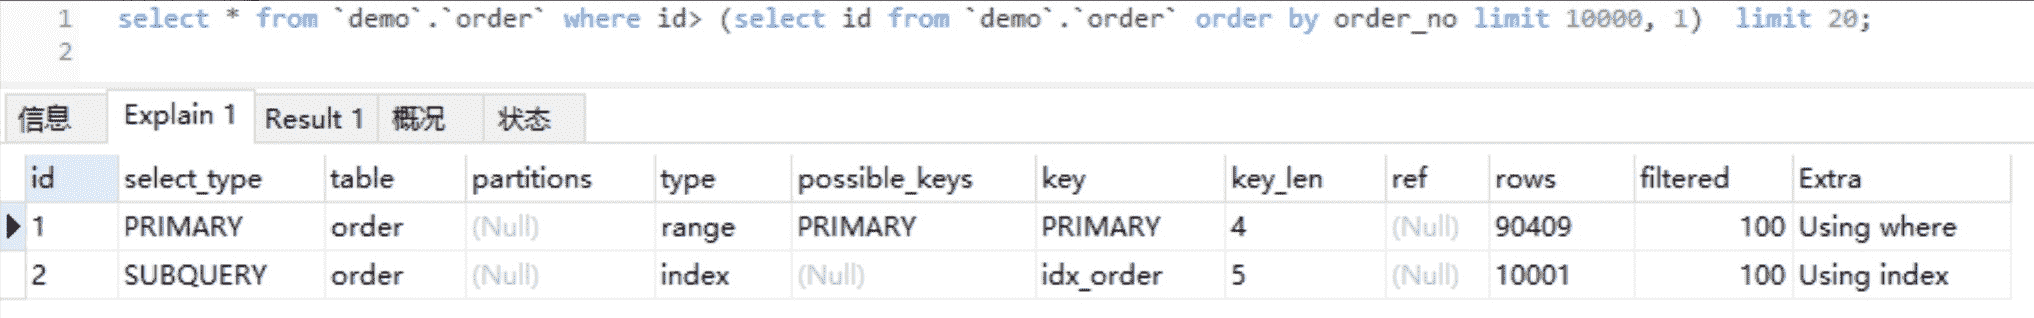 1 select * from `demo`.`order` where id> (select id from `demo`.`order` order by order_no limit 10000, 1)  limit 20;
2
信息 Explain 1 Result 1 概况 状态
id select_type table partitions type possible_keys key key_len ref rows filtered Extra
1 PRIMARY order (Null) range PRIMARY PRIMARY 4 (Null) 90409 100 Using where
2 SUBQUERY order (Null) index (Null) idx_order 5 (Null) 10001 100 Using index